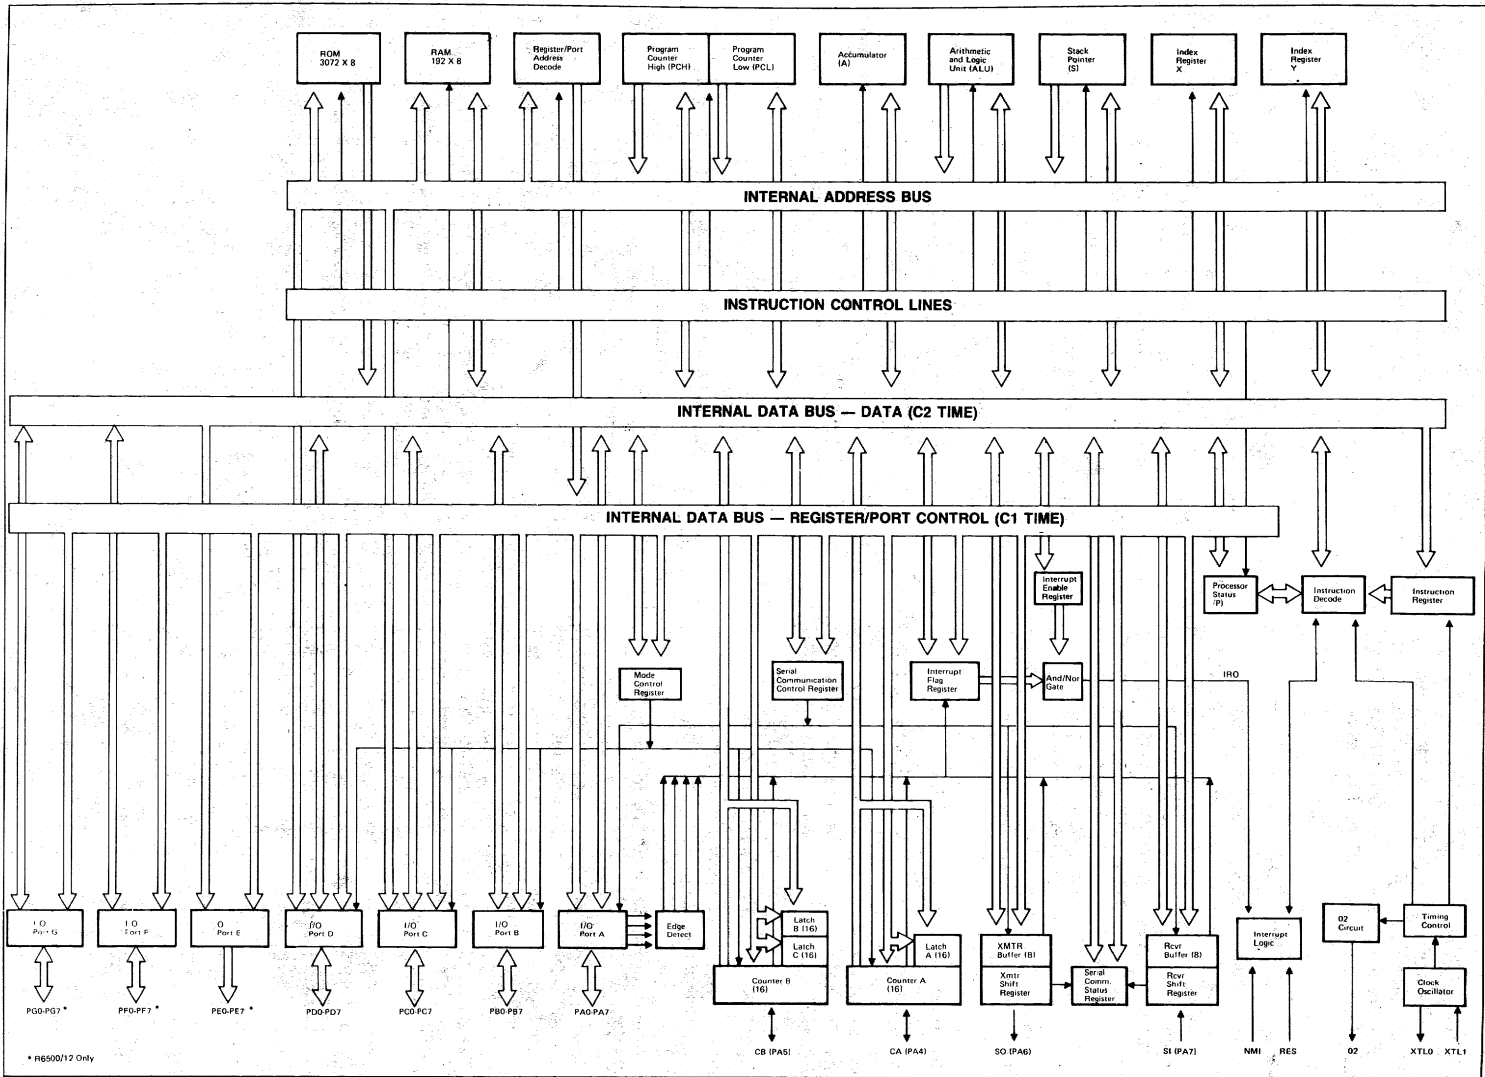 ROM
3072 X 8
RAM
192 X 8
Register/Port
Address
Decode
Program
Counter
High (PCH)
Program
Counter
Low (PCL)
Accumulator
(A)
Arithmetic
and Logic
Unit (ALU)
Stack
Pointer
(S)
Index
Register
X
Index
Register
Y
INTERNAL ADDRESS BUS
INSTRUCTION CONTROL LINES
INTERNAL DATA BUS — DATA (C2 TIME)
INTERNAL DATA BUS — REGISTER/PORT CONTROL (C1 TIME)
Interrupt
Enable
Register
Processor
Status
(P)
Instruction
Decode
Instruction
Register
Mode
Control
Register
Serial
Communication
Control Register
Interrupt
Flag
Register
And/Nor
Gate
IRO
I O
Port G
I O
Port F
O
Port E
I/O
Port D
I/O
Port C
I/O
Port B
I/O
Port A
Edge
Detect
Latch
B (16)
Latch
C (16)
Counter B
(16)
Latch
A (16)
Counter A
(16)
XMTR
Buffer (8)
Xmtr
Shift
Register
Serial
Comm.
Status
Register
Rcvr
Buffer (8)
Rcvr
Shift
Register
Interrupt
Logic
02
Circuit
Timing
Control
Clock
Oscillator
PG0-PG7 *
PF0-PF7 *
PE0-PE7 *
PD0-PD7
PC0-PC7
PB0-PB7
PA0-PA7
CB (PA5)
CA (PA4)
SO (PA6)
SI (PA7)
NMI
RES
02
XTL0
XTL1
* R6500/12 Only